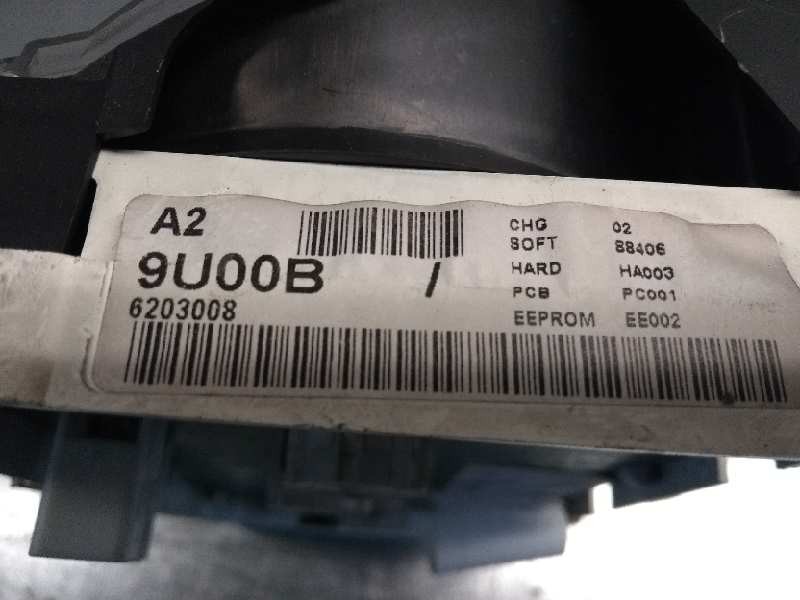 A2
9U00B /
6203008
CHG 02
SOFT 88406
HARD HA003
PCB PC001
EEPROM EE002